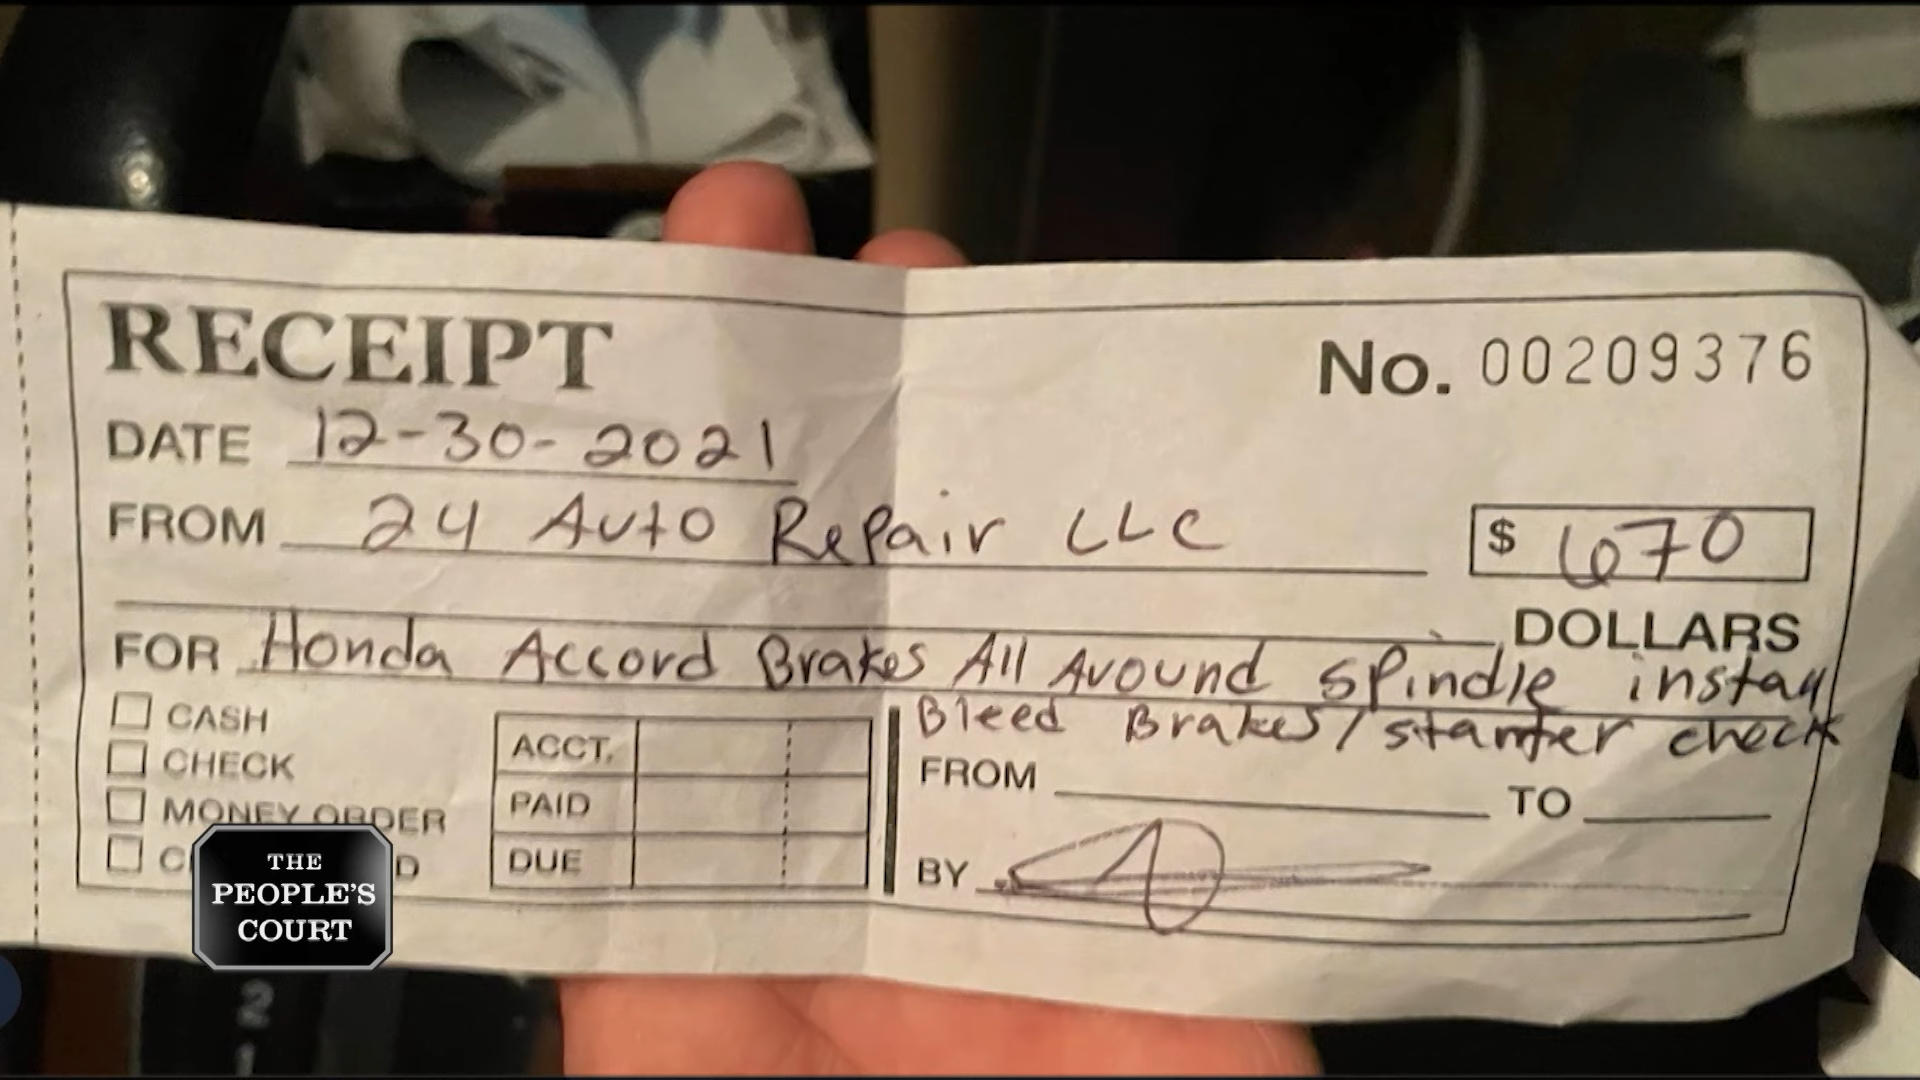 RECEIPT
No. 00209376
DATE 12-30-2021
FROM 24 Auto Repair LLC
$ 670
DOLLARS
FOR Honda Accord Brakes All Around spindle install
Bleed Brakes/starter check
CASH
CHECK
MONEY ORDER
ACCT.
PAID
DUE
FROM TO
BY
THE
PEOPLE'S
COURT
2
1